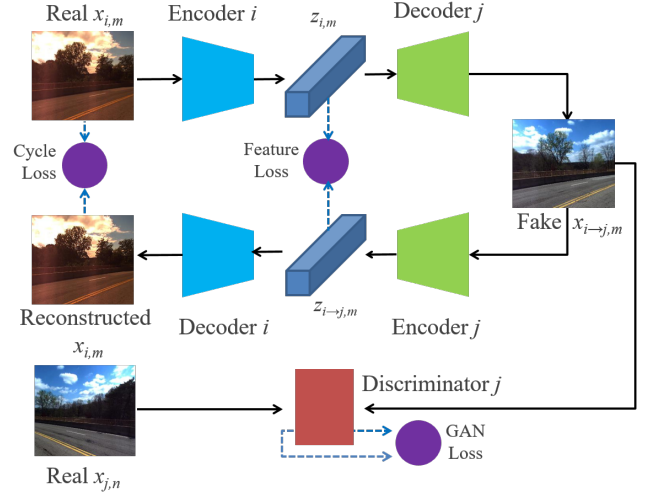 Real x_{i,m}
Encoder i
z_{i,m}
Decoder j
Cycle
Loss
Feature
Loss
Fake x_{i→j,m}
Reconstructed
x_{i,m}
Decoder i
z_{i→j,m}
Encoder j
Discriminator j
GAN
Loss
Real x_{j,n}